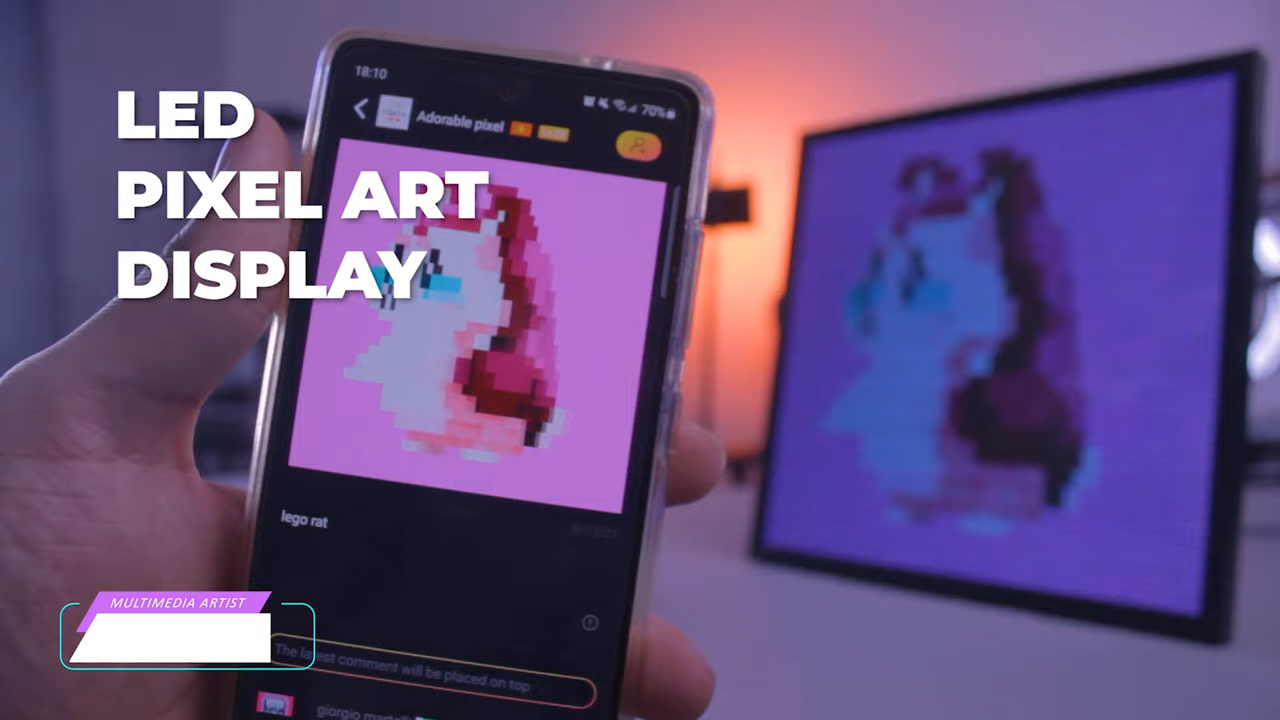 LED
PIXEL ART
DISPLAY
18:10
70%
Adorable pixel
lego rat
MULTIMEDIA ARTIST
The latest comment will be placed on top
giorgio